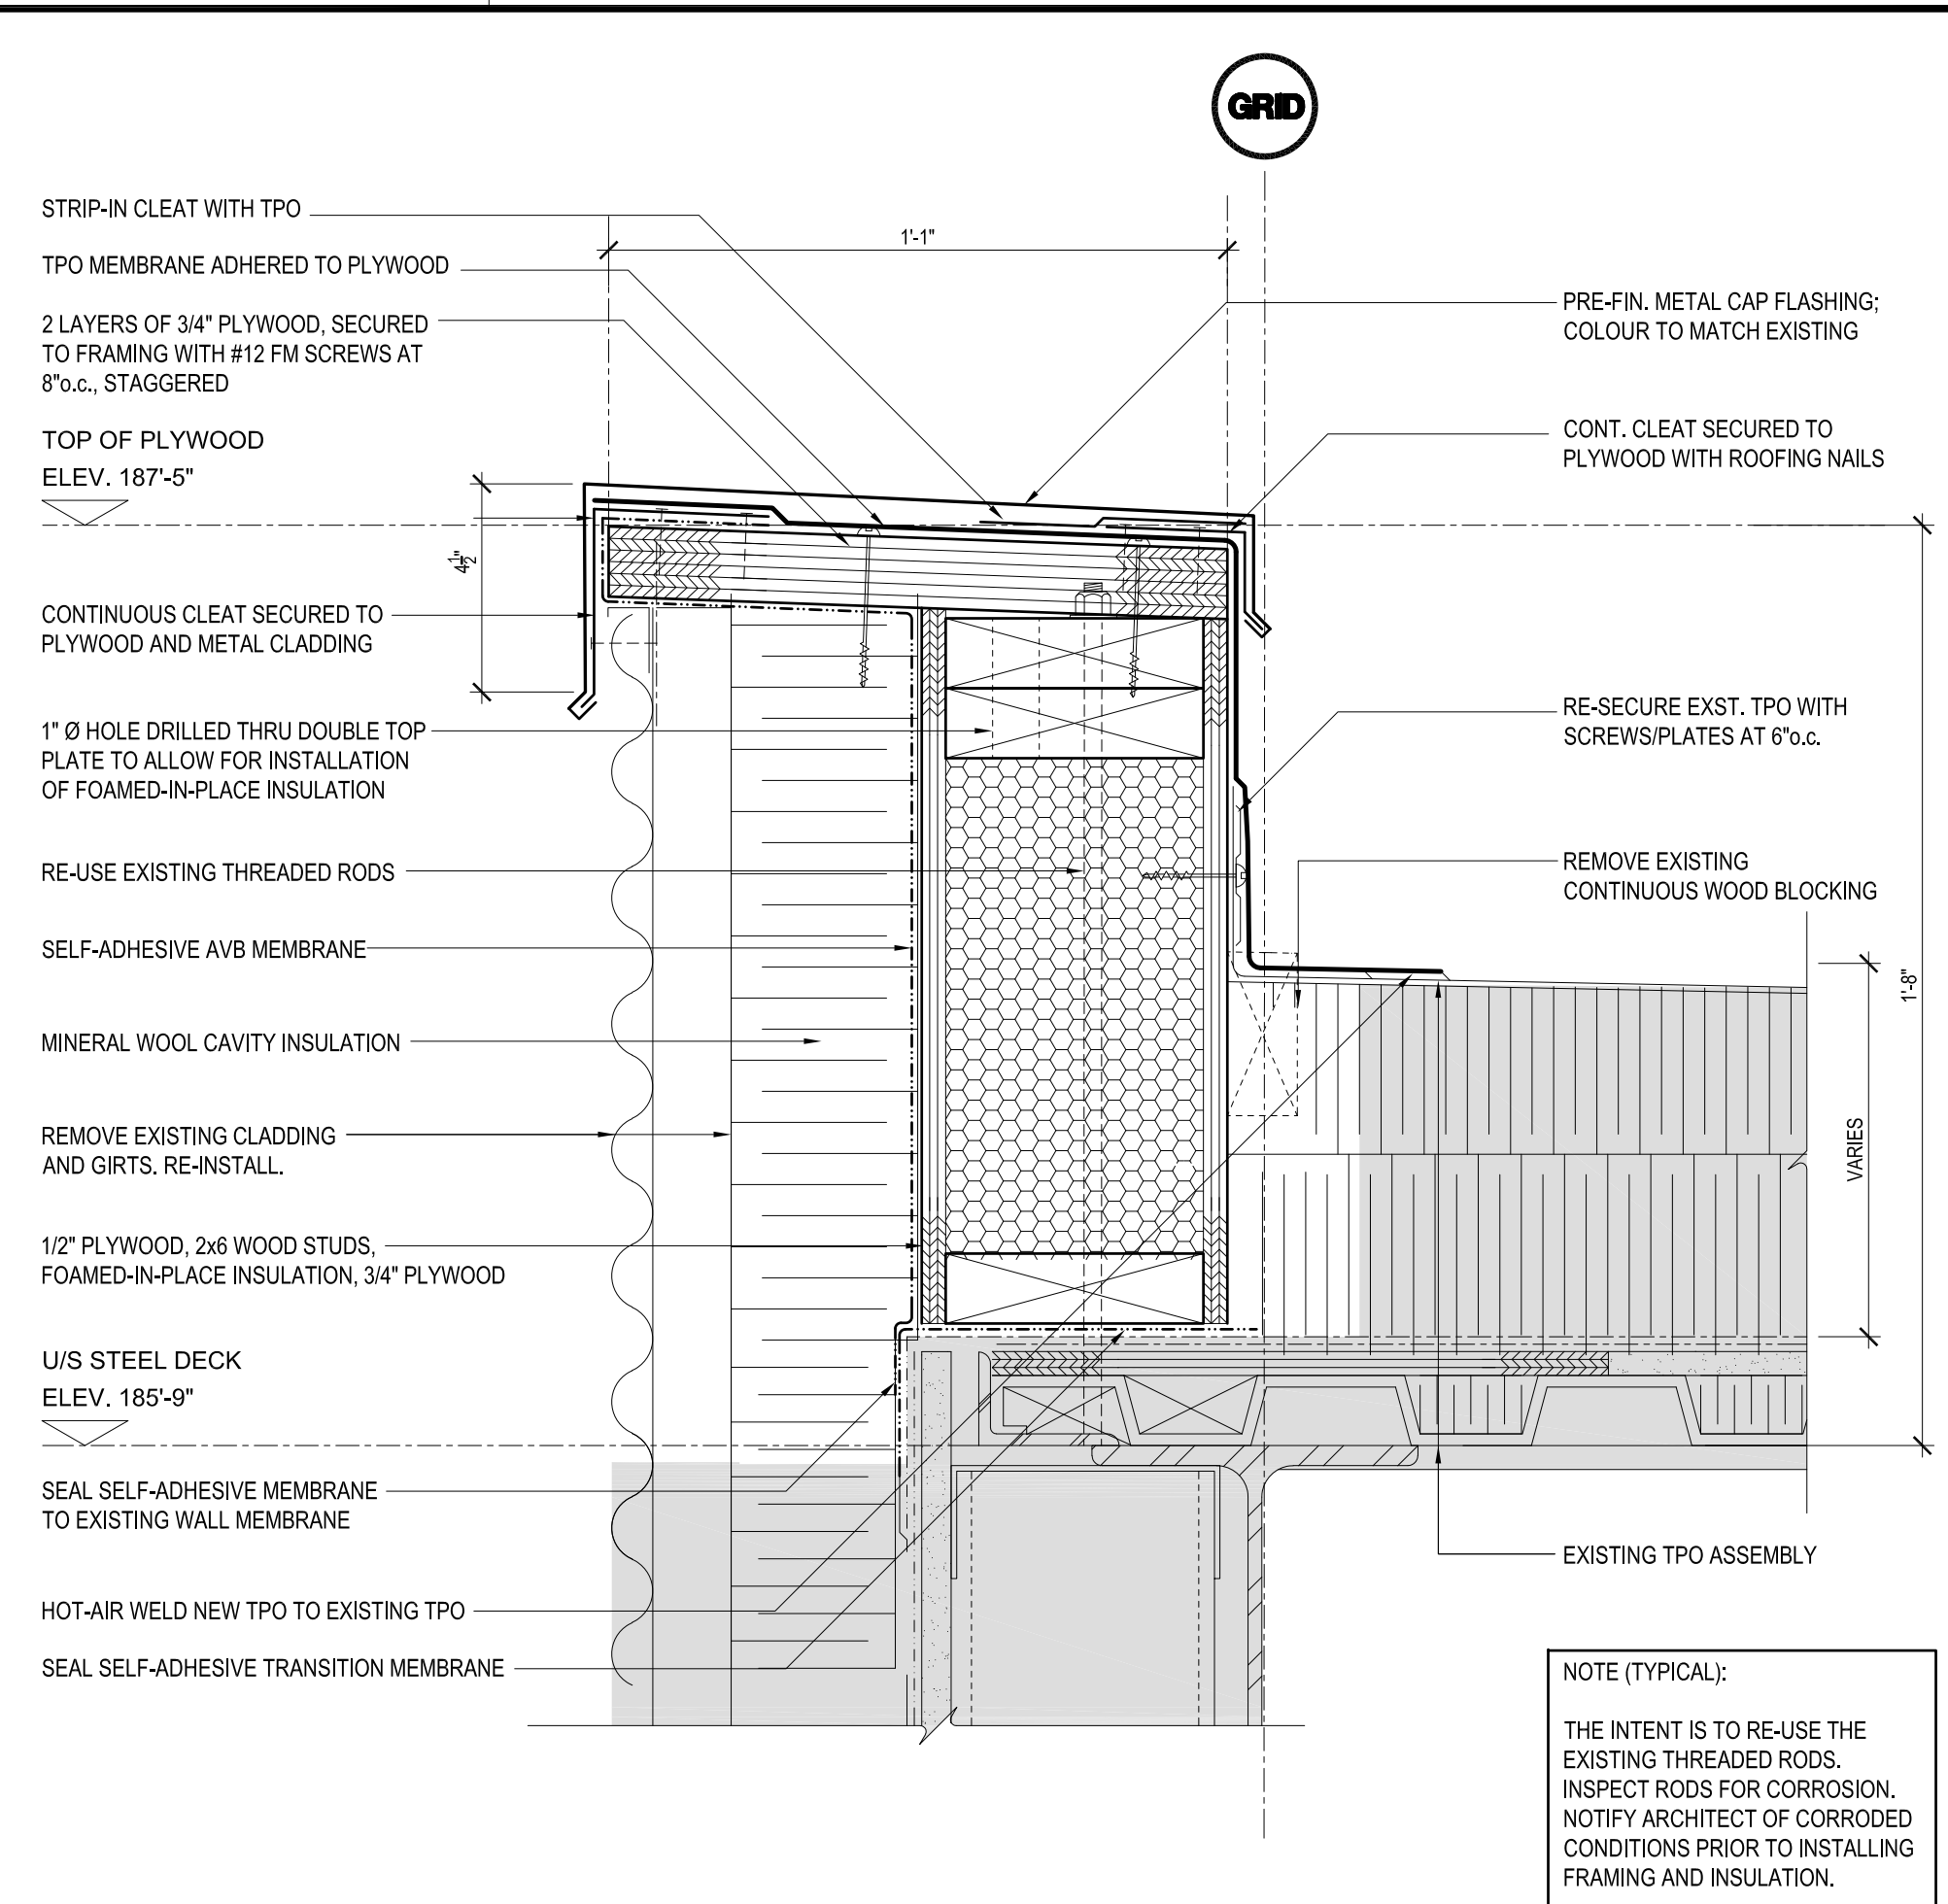 GRID
STRIP-IN CLEAT WITH TPO
TPO MEMBRANE ADHERED TO PLYWOOD
2 LAYERS OF 3/4" PLYWOOD, SECURED
TO FRAMING WITH #12 FM SCREWS AT
8"o.c., STAGGERED
TOP OF PLYWOOD
ELEV. 187'-5"
CONTINUOUS CLEAT SECURED TO
PLYWOOD AND METAL CLADDING
1" Ø HOLE DRILLED THRU DOUBLE TOP
PLATE TO ALLOW FOR INSTALLATION
OF FOAMED-IN-PLACE INSULATION
RE-USE EXISTING THREADED RODS
SELF-ADHESIVE AVB MEMBRANE
MINERAL WOOL CAVITY INSULATION
REMOVE EXISTING CLADDING
AND GIRTS. RE-INSTALL.
1/2" PLYWOOD, 2x6 WOOD STUDS,
FOAMED-IN-PLACE INSULATION, 3/4" PLYWOOD
U/S STEEL DECK
ELEV. 185'-9"
SEAL SELF-ADHESIVE MEMBRANE
TO EXISTING WALL MEMBRANE
HOT-AIR WELD NEW TPO TO EXISTING TPO
SEAL SELF-ADHESIVE TRANSITION MEMBRANE
1'-1"
4½"
PRE-FIN. METAL CAP FLASHING;
COLOUR TO MATCH EXISTING
CONT. CLEAT SECURED TO
PLYWOOD WITH ROOFING NAILS
RE-SECURE EXST. TPO WITH
SCREWS/PLATES AT 6"o.c.
REMOVE EXISTING
CONTINUOUS WOOD BLOCKING
1'-8"
VARIES
EXISTING TPO ASSEMBLY
NOTE (TYPICAL):
THE INTENT IS TO RE-USE THE
EXISTING THREADED RODS.
INSPECT RODS FOR CORROSION.
NOTIFY ARCHITECT OF CORRODED
CONDITIONS PRIOR TO INSTALLING
FRAMING AND INSULATION.